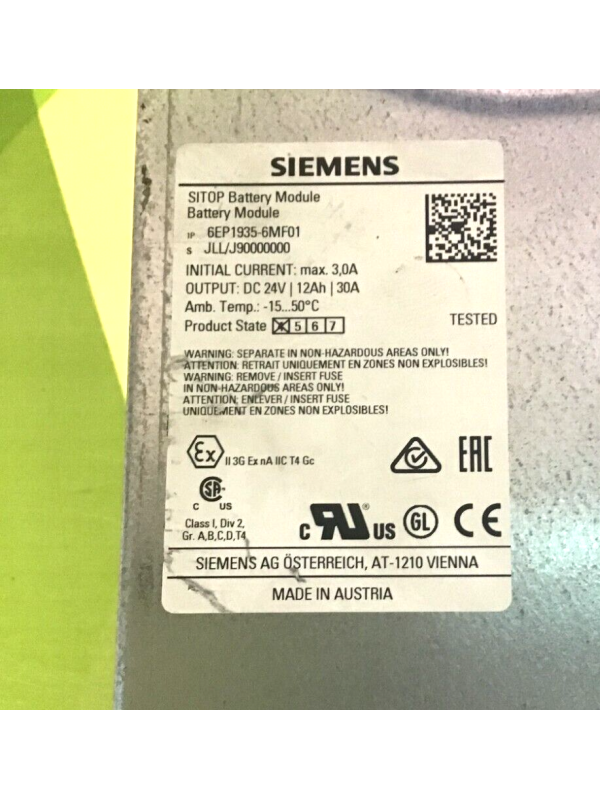 SIEMENS
SITOP Battery Module
Battery Module
IP 6EP1935-6MF01
S JLL/J90000000
INITIAL CURRENT: max. 3,0A
OUTPUT: DC 24V | 12Ah | 30A
Amb. Temp.: -15...50°C
Product State X 5 6 7
TESTED
WARNING: SEPARATE IN NON-HAZARDOUS AREAS ONLY!
ATTENTION: RETRAIT UNIQUEMENT EN ZONES NON EXPLOSIBLES!
WARNING: REMOVE / INSERT FUSE
IN NON-HAZARDOUS AREAS ONLY!
ATTENTION: ENLEVER / INSERT FUSE
UNIQUEMENT EN ZONES NON EXPLOSIBLES!
Ex II 3G Ex nA IIC T4 Gc
EAC
SA
C US
Class I, Div 2,
Gr. A,B,C,D,T4
c RU ® US GL CE
SIEMENS AG ÖSTERREICH, AT-1210 VIENNA
MADE IN AUSTRIA